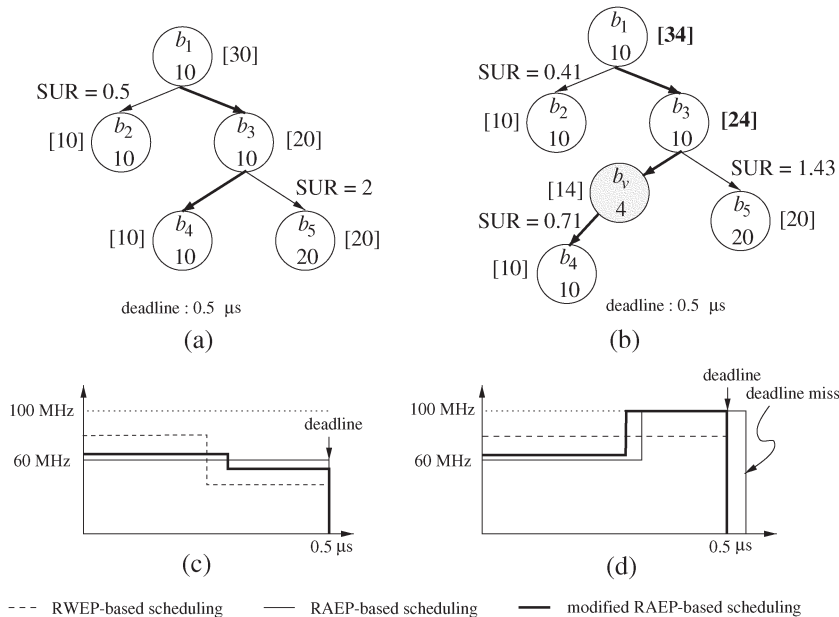 b1
10
[30]
SUR = 0.5
b2
10
[10]
b3
10
[20]
SUR = 2
b4
10
[10]
b5
20
[20]
deadline : 0.5 μs
(a)
b1
10
[34]
SUR = 0.41
b2
10
[10]
b3
10
[24]
SUR = 1.43
bv
4
[14]
SUR = 0.71
b5
20
[20]
b4
10
[10]
deadline : 0.5 μs
(b)
100 MHz
60 MHz
deadline
0.5 μs
(c)
100 MHz
60 MHz
deadline
deadline miss
0.5 μs
(d)
RWEP-based scheduling
RAEP-based scheduling
modified RAEP-based scheduling